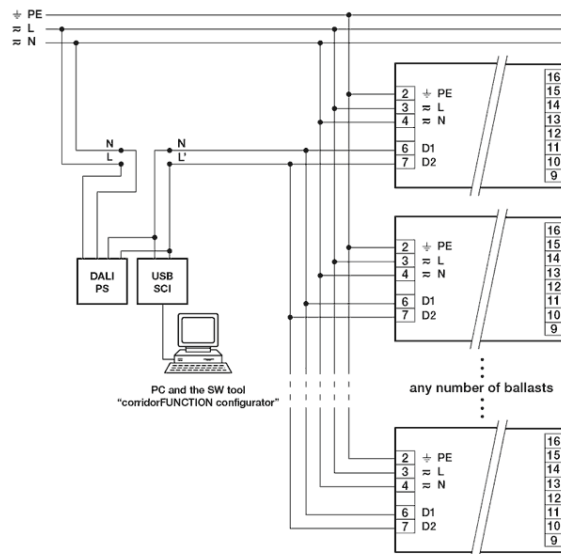 ⏚ PE
≂ L
≂ N
16
15
14
13
12
11
10
9
2 ⏚ PE
3 ≂ L
4 ≂ N
6 D1
7 D2
N
L
N
L'
16
15
14
13
12
11
10
9
2 ⏚ PE
3 ≂ L
4 ≂ N
6 D1
7 D2
DALI
PS
USB
SCI
PC and the SW tool
“corridorFUNCTION configurator”
any number of ballasts
16
15
14
13
12
11
10
9
2 ⏚ PE
3 ≂ L
4 ≂ N
6 D1
7 D2